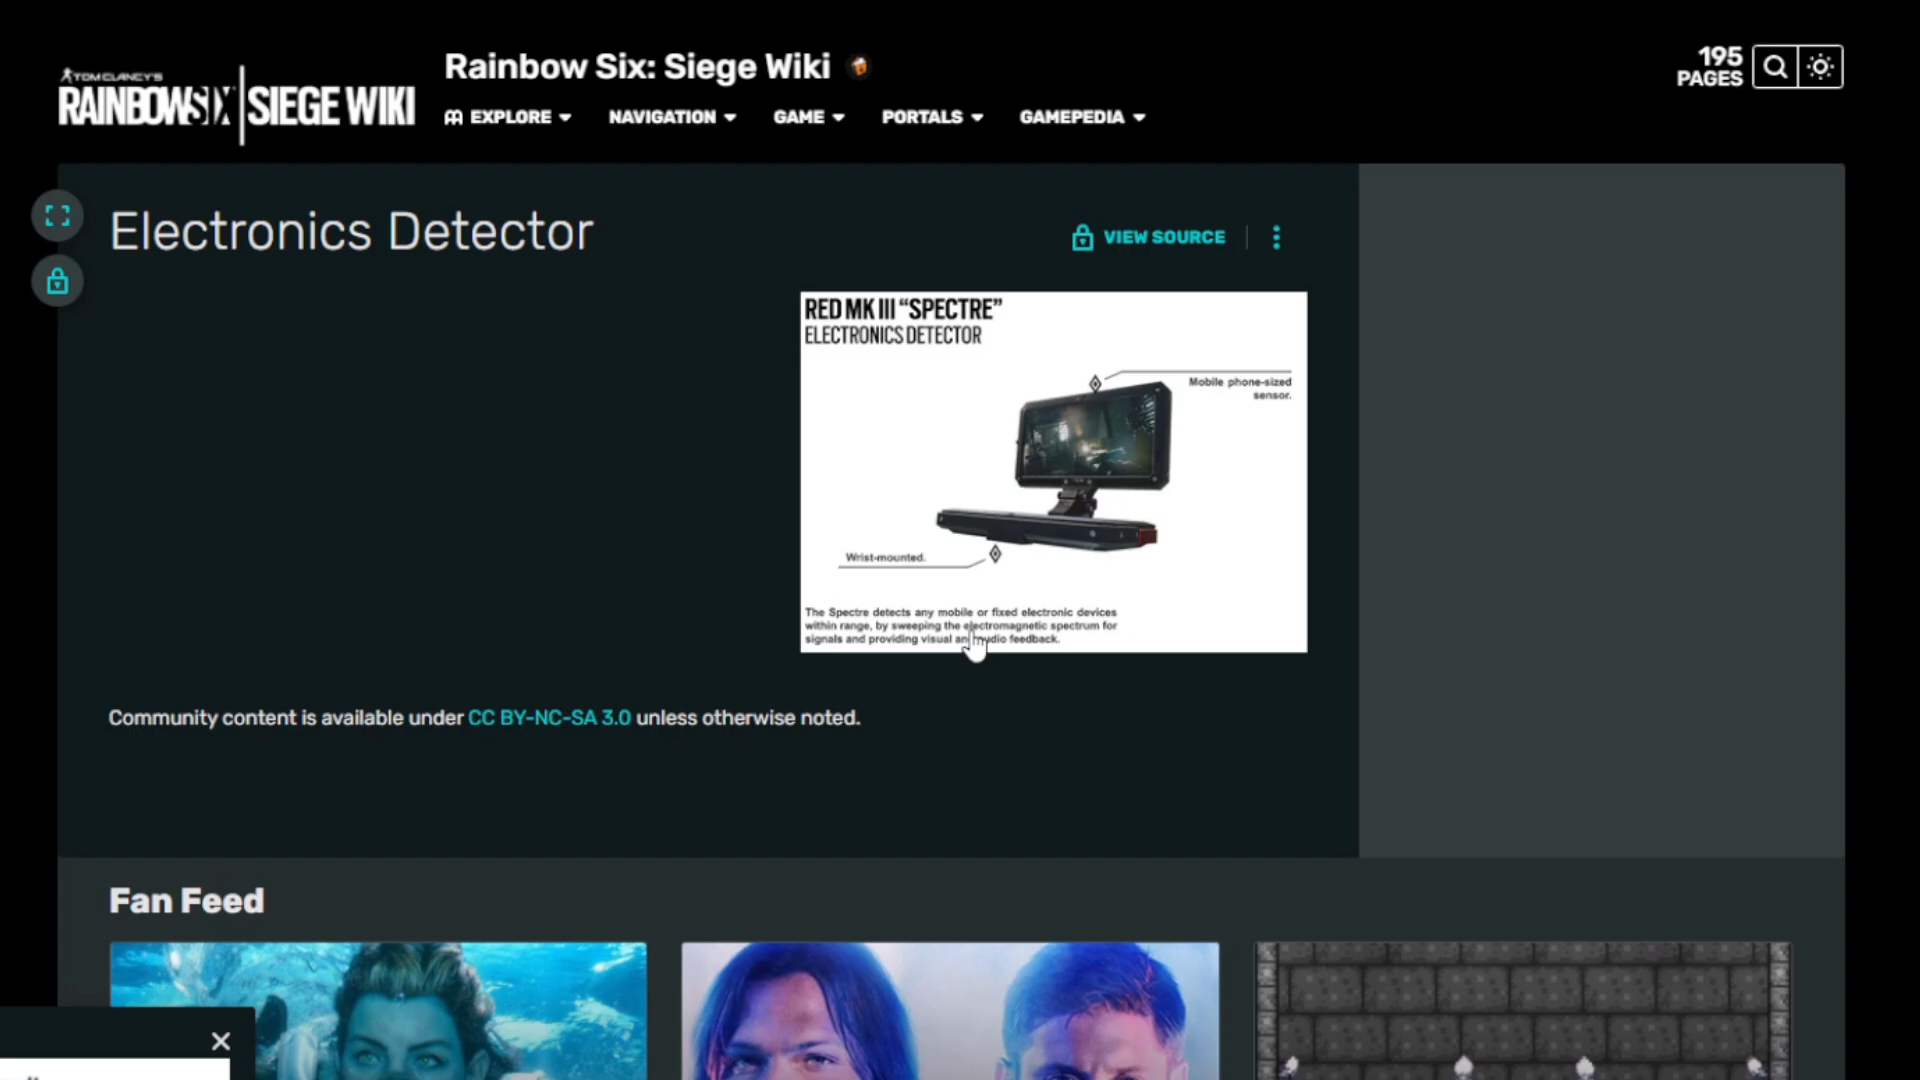 TOM CLANCY'S
RAINBOWSIX | SIEGE WIKI
Rainbow Six: Siege Wiki
EXPLORE
NAVIGATION
GAME
PORTALS
GAMEPEDIA
195
PAGES
Electronics Detector
VIEW SOURCE
RED MK III “SPECTRE”
ELECTRONICS DETECTOR
Mobile phone-sized
sensor.
Wrist-mounted.
The Spectre detects any mobile or fixed electronic devices
within range, by sweeping the electromagnetic spectrum for
signals and providing visual and audio feedback.
Community content is available under CC BY-NC-SA 3.0 unless otherwise noted.
Fan Feed